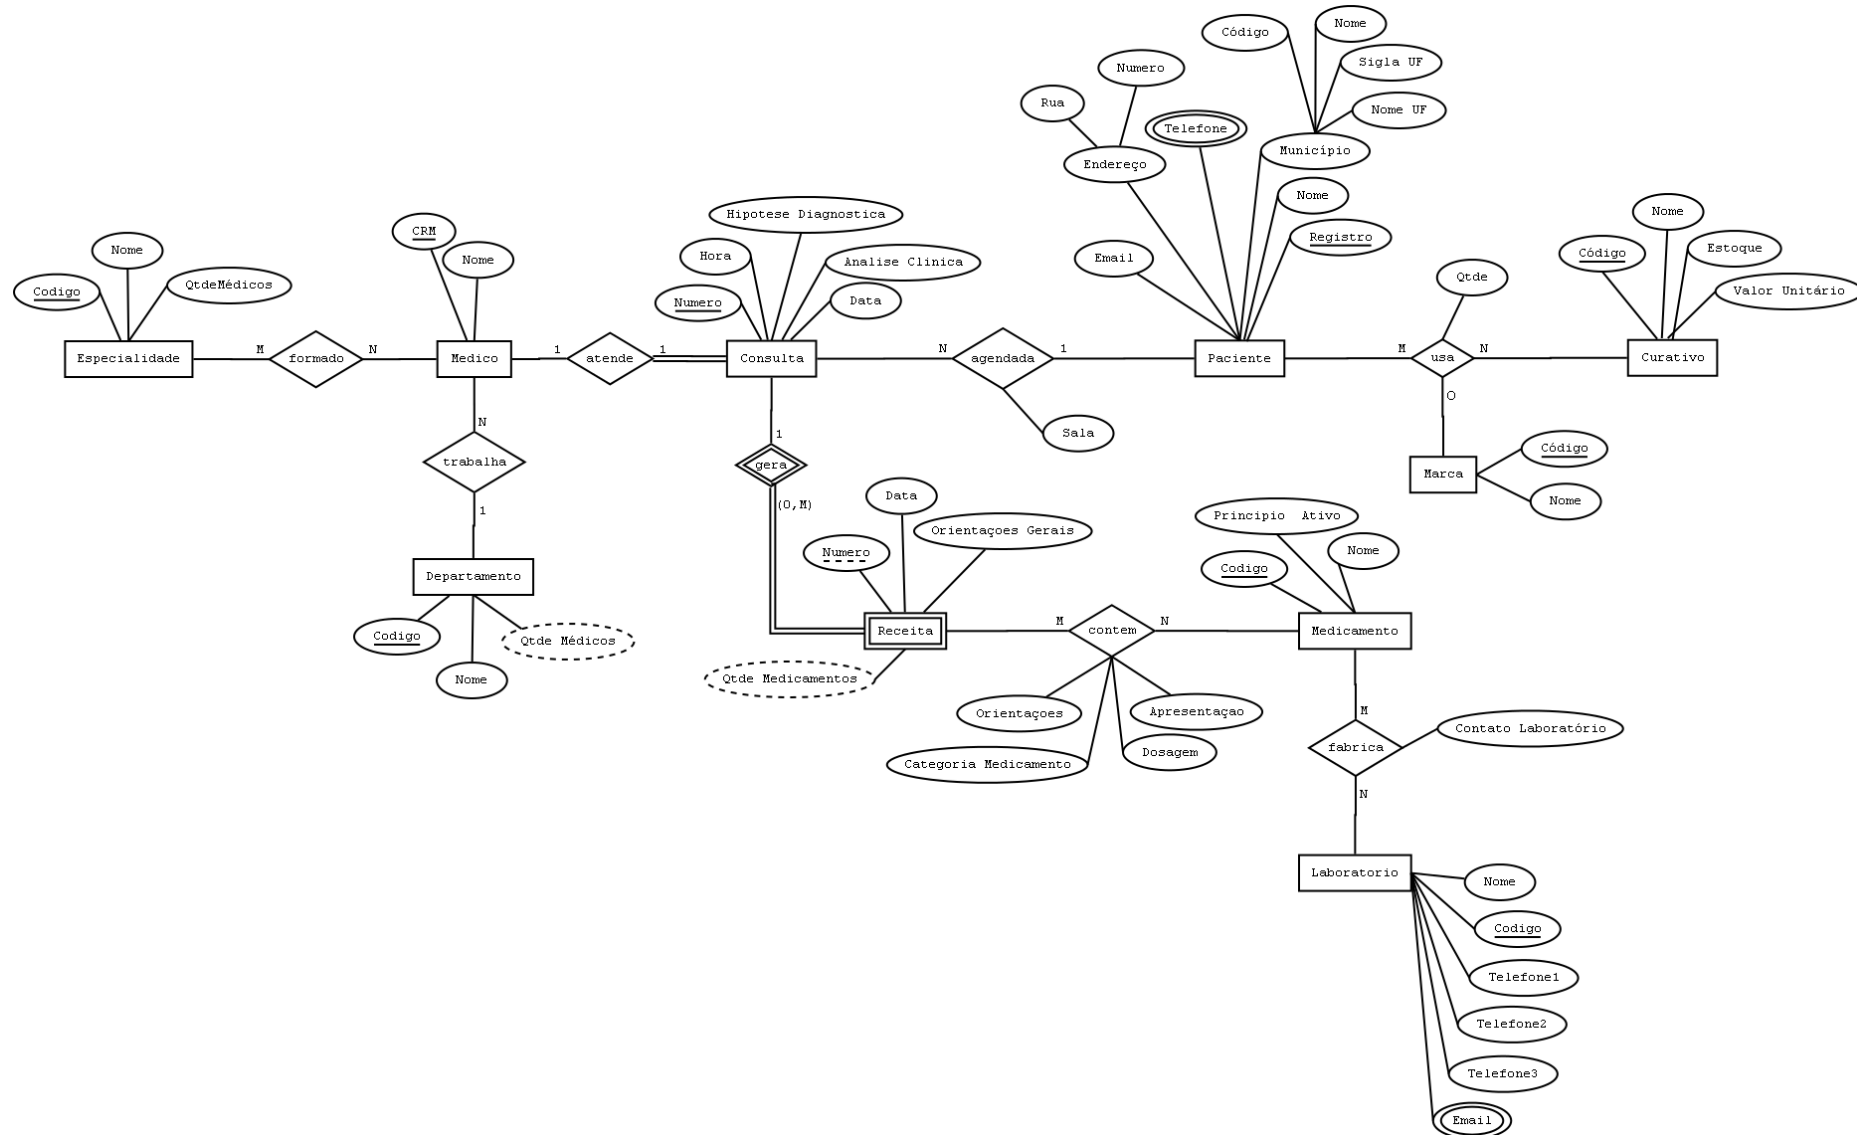 Código
Nome
Sigla UF
Nome UF
Numero
Rua
Telefone
Endereço
Município
Nome
Registro
Email
Hipotese Diagnostica
Hora
Analise Clinica
Numero
Data
CRM
Nome
Nome
Codigo
QtdeMédicos
Nome
Código
Estoque
Valor Unitário
Qtde
Especialidade
M
formado
N
Medico
1
atende
1
Consulta
N
agendada
1
Paciente
M
usa
N
Curativo
O
Sala
Marca
Código
Nome
N
trabalha
1
Departamento
Codigo
Nome
Qtde Médicos
1
gera
(0,M)
Data
Orientaçoes Gerais
Numero
Receita
Qtde Medicamentos
M
contem
N
Orientaçoes
Apresentaçao
Dosagem
Categoria Medicamento
Principio Ativo
Nome
Codigo
Medicamento
M
fabrica
Contato Laboratório
N
Laboratorio
Nome
Codigo
Telefone1
Telefone2
Telefone3
Email